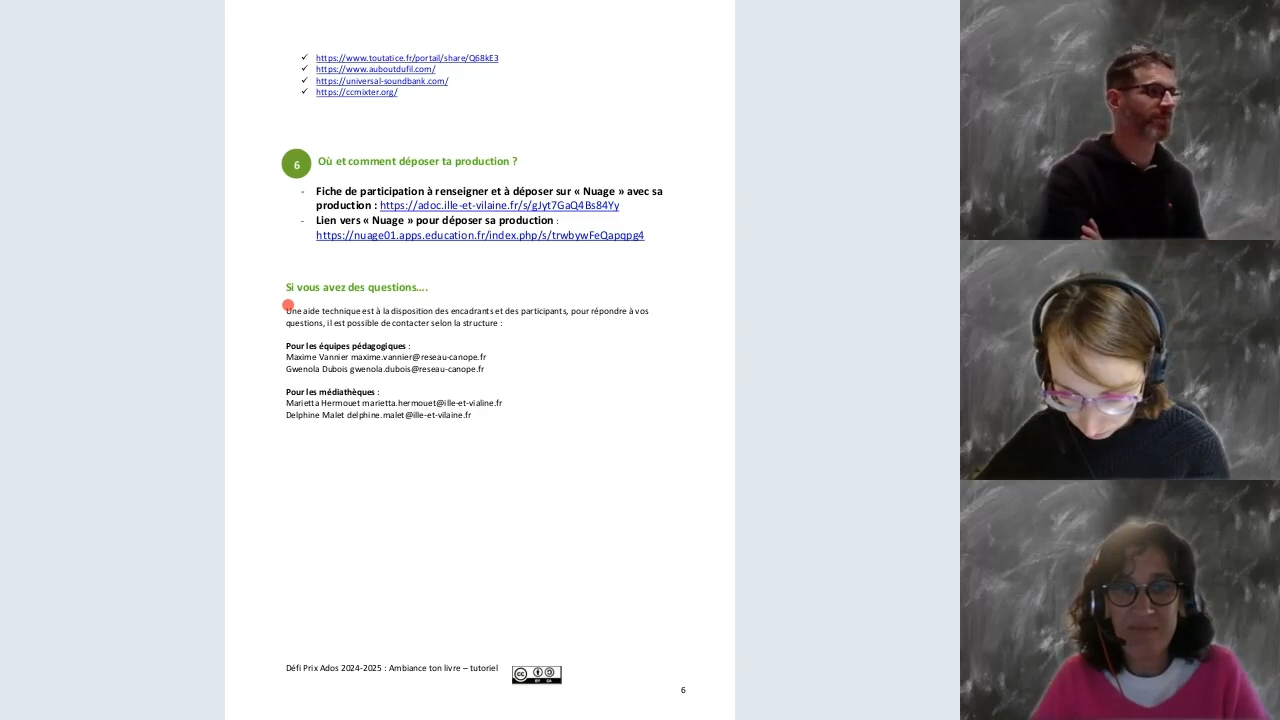 https://www.toutatice.fr/portail/share/Q68kE3
https://www.auboutdufil.com/
https://universal-soundbank.com/
https://ccmixter.org/
6 Où et comment déposer ta production ?
- Fiche de participation à renseigner et à déposer sur « Nuage » avec sa
production : https://adoc.ille-et-vilaine.fr/s/gJyt7GaQ4Bs84Yy
- Lien vers « Nuage » pour déposer sa production :
https://nuage01.apps.education.fr/index.php/s/trwbywFeQapqpg4
Si vous avez des questions....
Une aide technique est à la disposition des encadrants et des participants, pour répondre à vos
questions, il est possible de contacter selon la structure :
Pour les équipes pédagogiques :
Maxime Vannier maxime.vannier@reseau-canope.fr
Gwenola Dubois gwenola.dubois@reseau-canope.fr
Pour les médiathèques :
Marietta Hermouet marietta.hermouet@ille-et-vialine.fr
Delphine Malet delphine.malet@ille-et-vilaine.fr
Défi Prix Ados 2024-2025 : Ambiance ton livre – tutoriel
cc BY SA
6